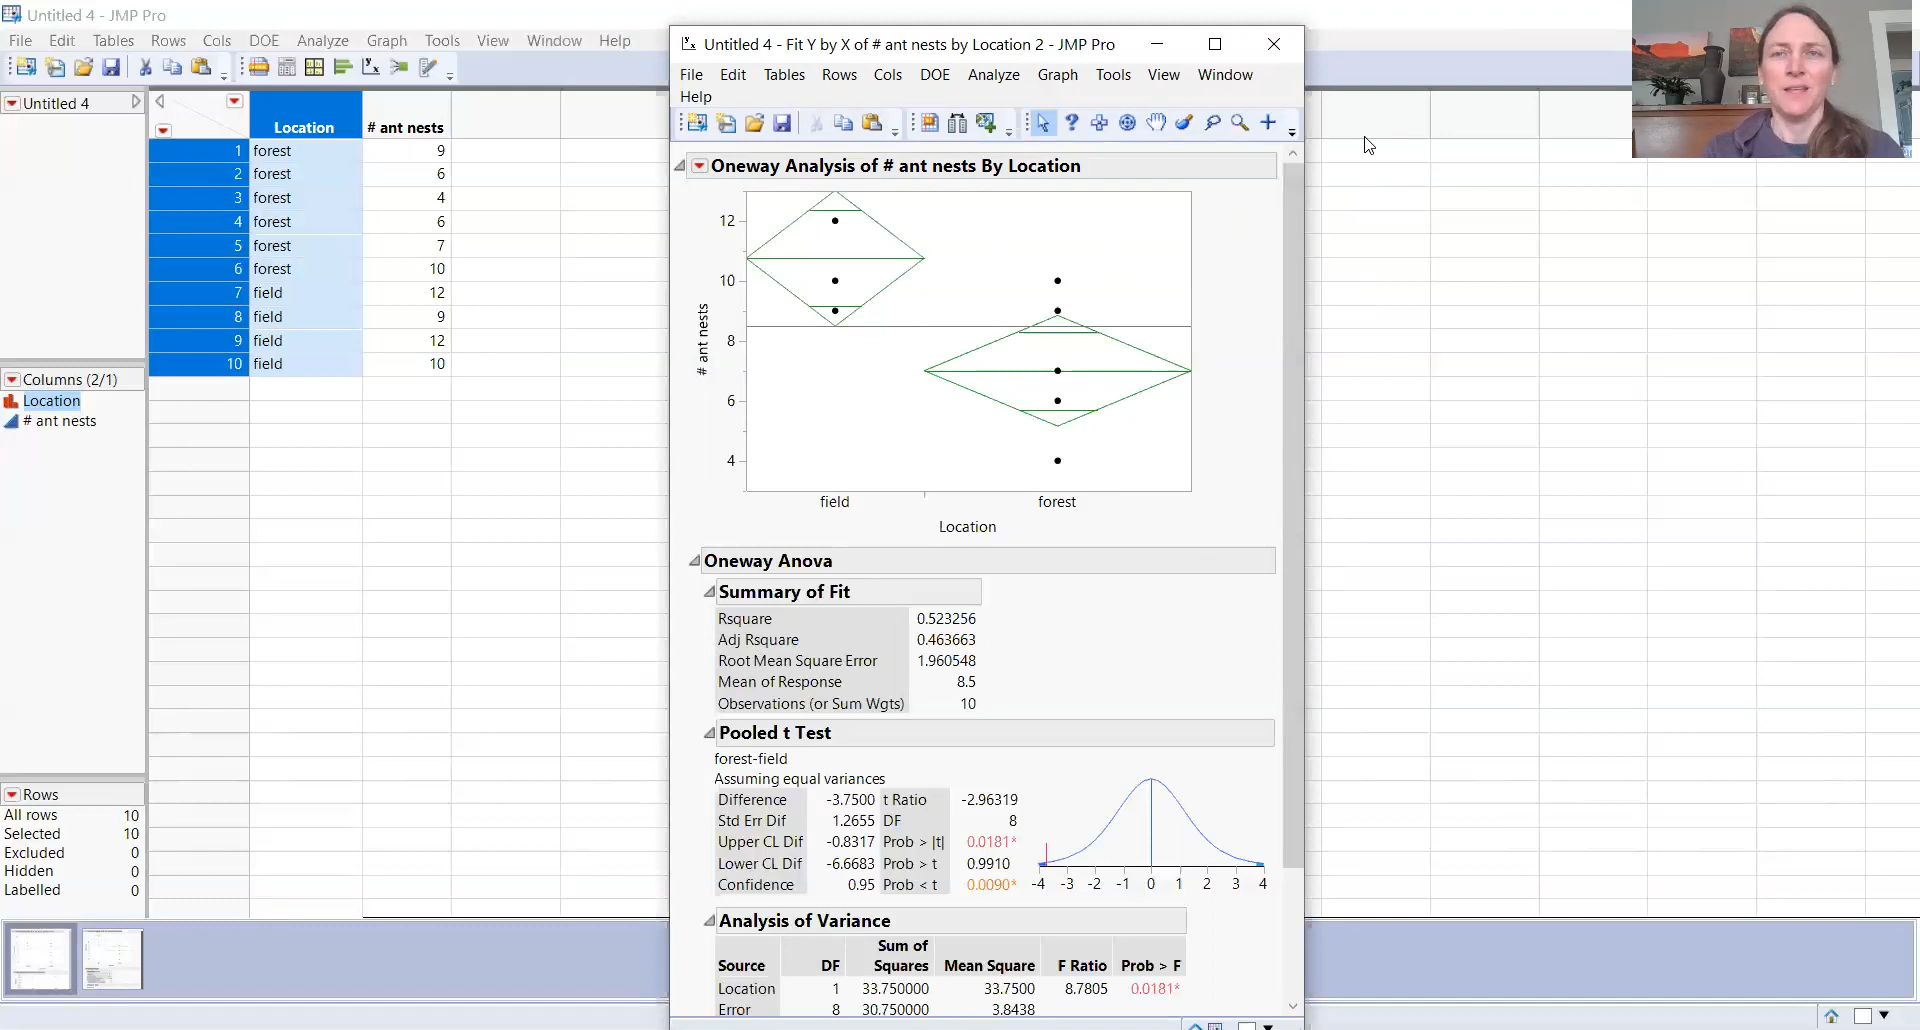 Untitled 4 - JMP Pro
File Edit Tables Rows Cols DOE Analyze Graph Tools View Window Help
Untitled 4
Location # ant nests
1 forest 9
2 forest 6
3 forest 4
4 forest 6
5 forest 7
6 forest 10
7 field 12
8 field 9
9 field 12
10 field 10
Columns (2/1)
Location
# ant nests
Rows
All rows 10
Selected 10
Excluded 0
Hidden 0
Labelled 0
Untitled 4 - Fit Y by X of # ant nests by Location 2 - JMP Pro
File Edit Tables Rows Cols DOE Analyze Graph Tools View Window
Help
Oneway Analysis of # ant nests By Location
12
10
8
6
4
# ant nests
field forest
Location
Oneway Anova
Summary of Fit
Rsquare 0.523256
Adj Rsquare 0.463663
Root Mean Square Error 1.960548
Mean of Response 8.5
Observations (or Sum Wgts) 10
Pooled t Test
forest-field
Assuming equal variances
Difference -3.7500 t Ratio -2.96319
Std Err Dif 1.2655 DF 8
Upper CL Dif -0.8317 Prob > |t| 0.0181*
Lower CL Dif -6.6683 Prob > t 0.9910
Confidence 0.95 Prob < t 0.0090*
-4 -3 -2 -1 0 1 2 3 4
Analysis of Variance
Sum of
Source DF Squares Mean Square F Ratio Prob > F
Location 1 33.750000 33.7500 8.7805 0.0181*
Error 8 30.750000 3.8438